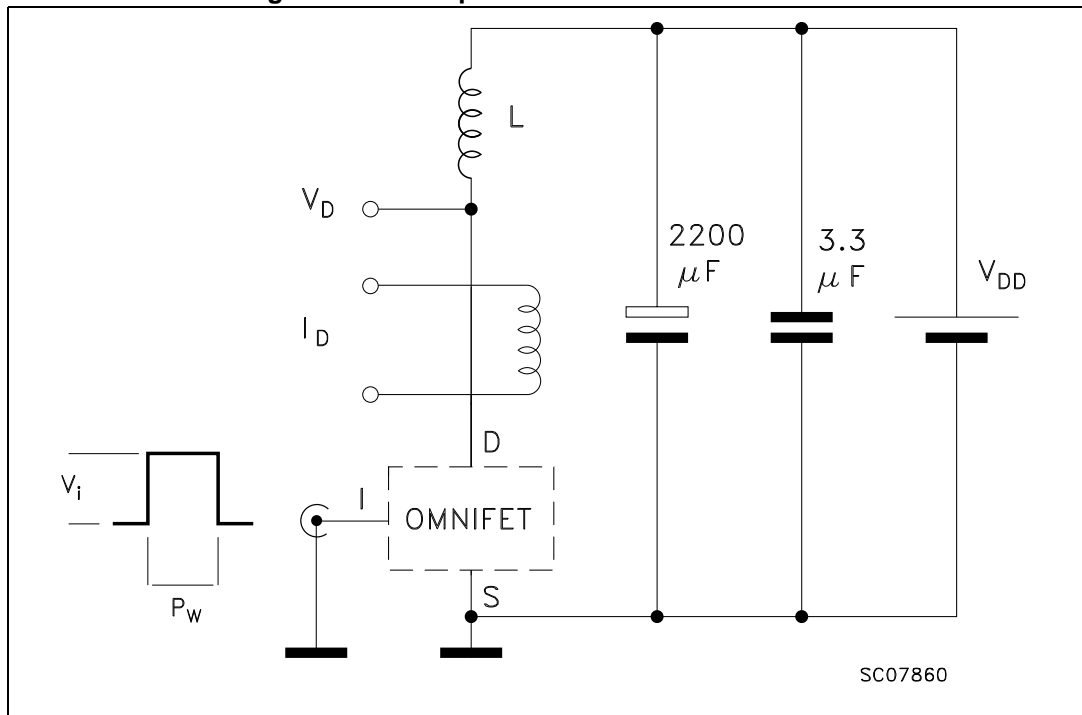 L
V_D
2200
μF
3.3
μF
V_DD
I_D
D
V_i
I
OMNIFET
S
P_W
SC07860